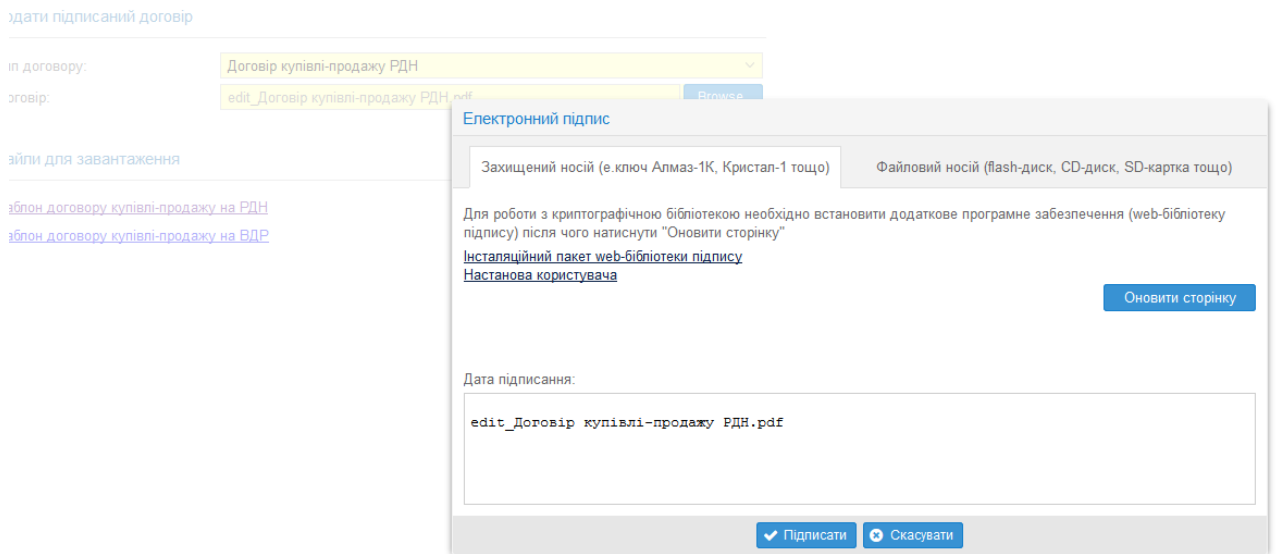 одати підписаний договір
ип договору:
Договір купівлі-продажу РДН
оговір:
edit_Договір купівлі-продажу РДН.pdf
Browse
айли для завантаження
аблон договору купівлі-продажу на РДН
аблон договору купівлі-продажу на ВДР
Електронний підпис
Захищений носій (е.ключ Алмаз-1К, Кристал-1 тощо)
Файловий носій (flash-диск, CD-диск, SD-картка тощо)
Для роботи з криптографічною бібліотекою необхідно встановити додаткове програмне забезпечення (web-бібліотеку
підпису) після чого натиснути "Оновити сторінку"
Інсталяційний пакет web-бібліотеки підпису
Настанова користувача
Оновити сторінку
Дата підписання:
edit_Договір купівлі-продажу РДН.pdf
Підписати
Скасувати